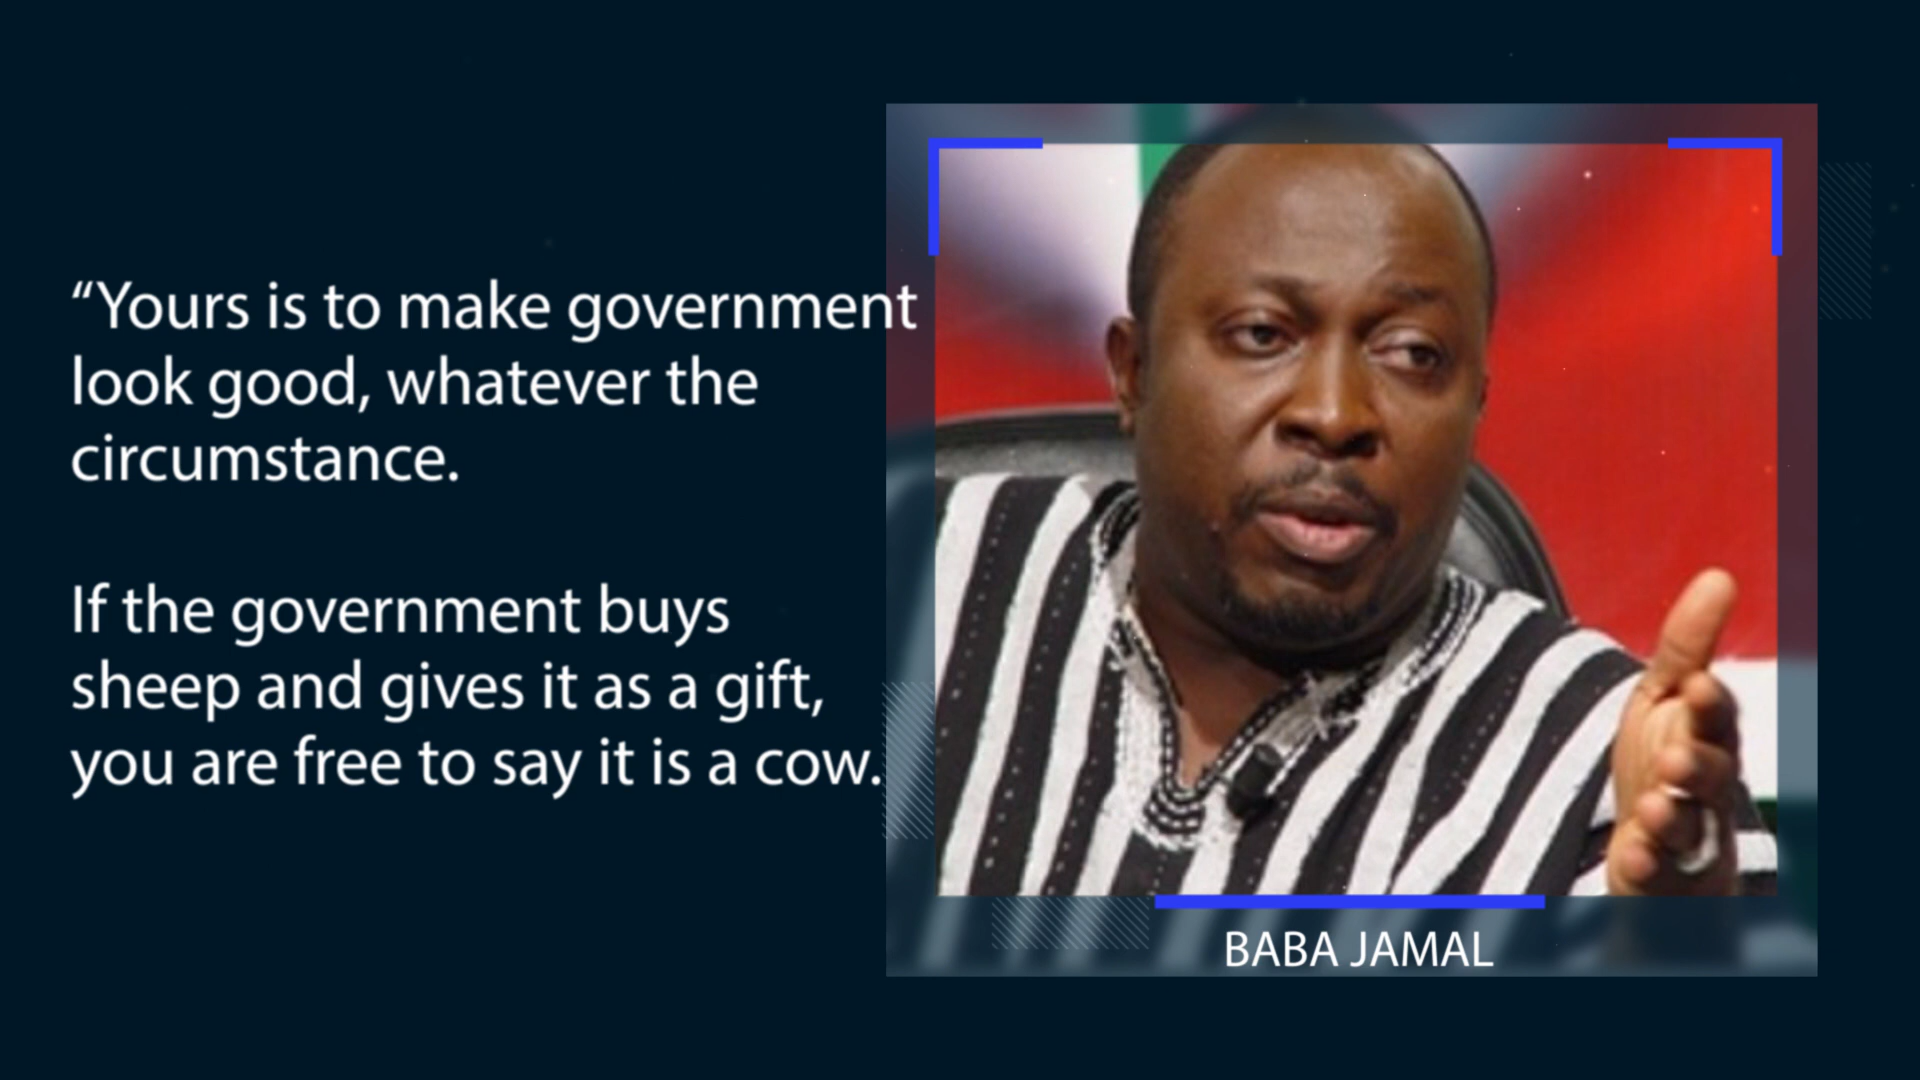 “Yours is to make government
look good, whatever the
circumstance.
If the government buys
sheep and gives it as a gift,
you are free to say it is a cow.
BABA JAMAL